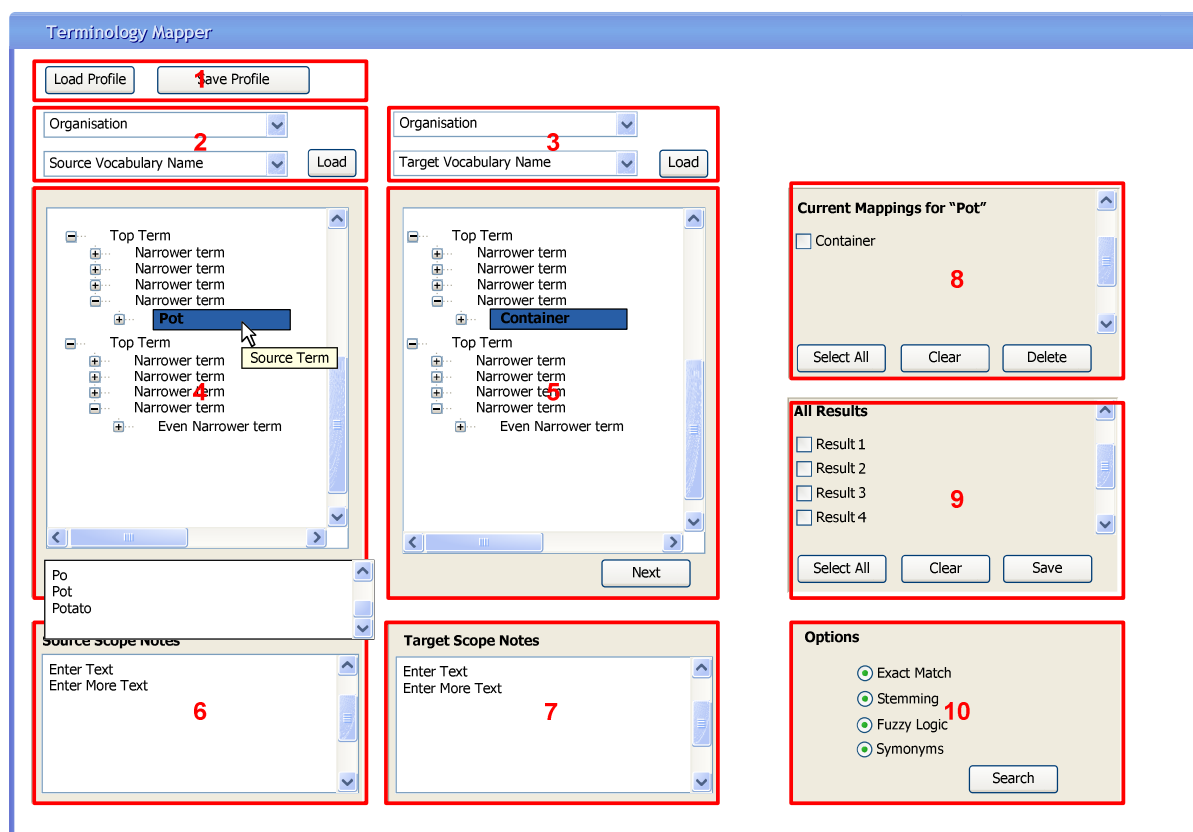 Terminology Mapper
Load Profile
Save Profile
1
Organisation
Source Vocabulary Name
Load
2
Organisation
Target Vocabulary Name
Load
3
Top Term
Narrower term
Narrower term
Narrower term
Narrower term
Pot
Source Term
Top Term
Narrower term
Narrower term
Narrower term
Narrower term
Even Narrower term
4
Po
Pot
Potato
Top Term
Narrower term
Narrower term
Narrower term
Narrower term
Container
Top Term
Narrower term
Narrower term
Narrower term
Narrower term
Even Narrower term
5
Next
Source Scope Notes
Enter Text
Enter More Text
6
Target Scope Notes
Enter Text
Enter More Text
7
Current Mappings for “Pot”
Container
8
Select All
Clear
Delete
All Results
Result 1
Result 2
Result 3
Result 4
9
Select All
Clear
Save
Options
Exact Match
Stemming
Fuzzy Logic
Symonyms
10
Search